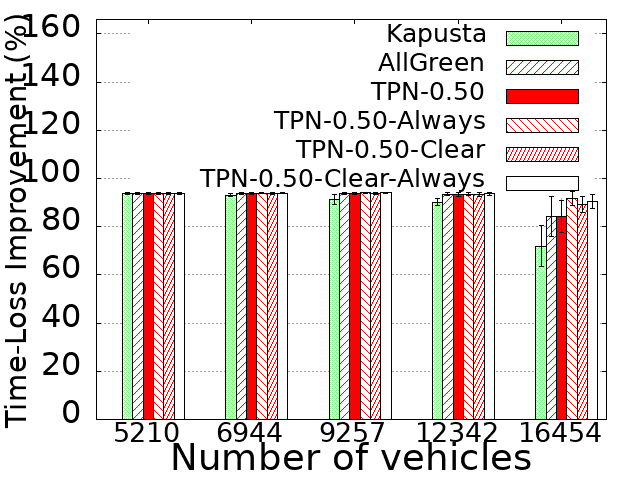 Time-Loss Improvement (%)
160
140
120
100
80
60
40
20
0
Kapusta
AllGreen
TPN-0.50
TPN-0.50-Always
TPN-0.50-Clear
TPN-0.50-Clear-Always
5210 6944 9257 12342 16454
Number of vehicles